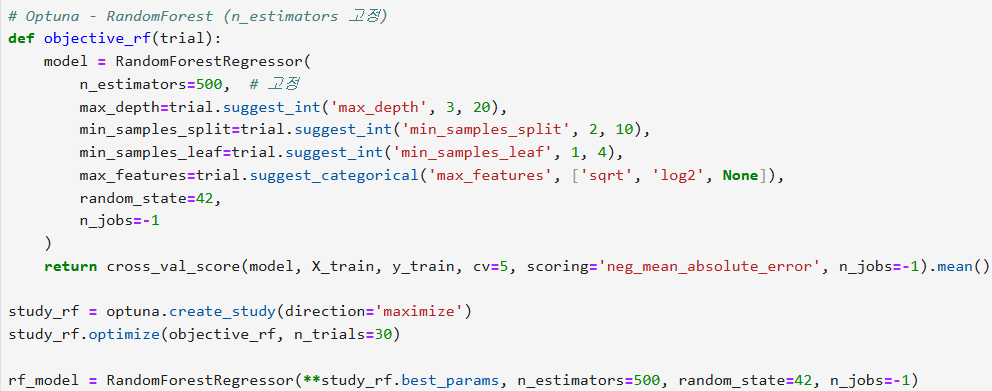 # Optuna - RandomForest (n_estimators 고정)
def objective_rf(trial):
    model = RandomForestRegressor(
        n_estimators=500,  # 고정
        max_depth=trial.suggest_int('max_depth', 3, 20),
        min_samples_split=trial.suggest_int('min_samples_split', 2, 10),
        min_samples_leaf=trial.suggest_int('min_samples_leaf', 1, 4),
        max_features=trial.suggest_categorical('max_features', ['sqrt', 'log2', None]),
        random_state=42,
        n_jobs=-1
    )
    return cross_val_score(model, X_train, y_train, cv=5, scoring='neg_mean_absolute_error', n_jobs=-1).mean()

study_rf = optuna.create_study(direction='maximize')
study_rf.optimize(objective_rf, n_trials=30)

rf_model = RandomForestRegressor(**study_rf.best_params, n_estimators=500, random_state=42, n_jobs=-1)